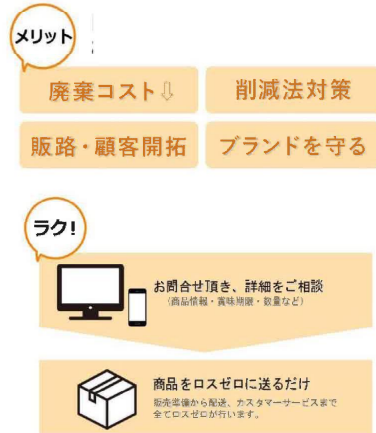 メリット
廃棄コスト⇩
削減法対策
販路・顧客開拓
ブランドを守る
ラク!
お問合せ頂き、詳細をご相談
(商品情報・賞味期限・数量など)
商品をロスゼロに送るだけ
販売準備から配送、カスタマーサービスまで
全てロスゼロが行います。